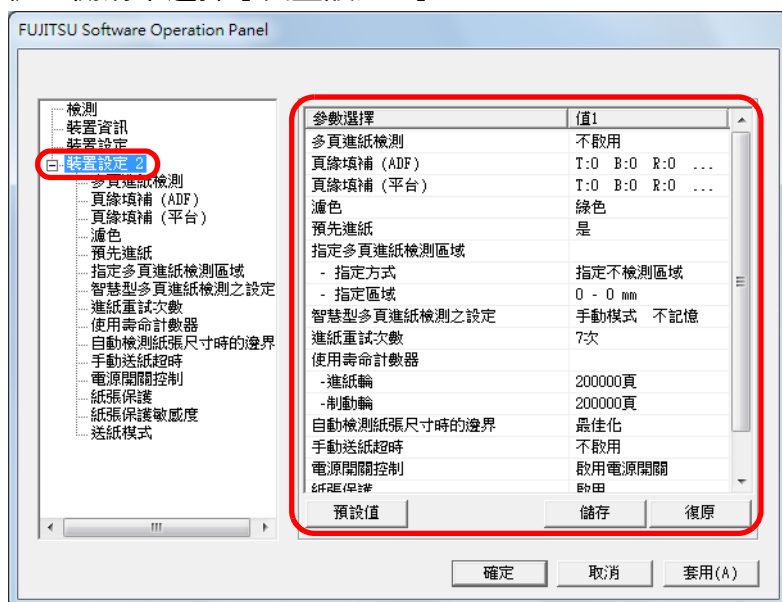 FUJITSU Software Operation Panel
檢測
裝置資訊
裝置設定
裝置設定 2
多頁進紙檢測
頁緣填補 (ADF)
頁緣填補 (平台)
濾色
預先進紙
指定多頁進紙檢測區域
智慧型多頁進紙檢測之設定
進紙重試次數
使用壽命計數器
自動檢測紙張尺寸時的邊界
手動送紙超時
電源開關控制
紙張保護
紙張保護敏感度
送紙模式
參數選擇 值1
多頁進紙檢測 不啟用
頁緣填補 (ADF) T:0 B:0 R:0 ...
頁緣填補 (平台) T:0 B:0 R:0 ...
濾色 綠色
預先進紙 是
指定多頁進紙檢測區域
- 指定方式 指定不檢測區域
- 指定區域 0 - 0 mm
智慧型多頁進紙檢測之設定 手動模式 不記憶
進紙重試次數 7次
使用壽命計數器
-進紙輪 200000頁
-制動輪 200000頁
自動檢測紙張尺寸時的邊界 最佳化
手動送紙超時 不啟用
電源開關控制 啟用電源開關
紙張保護 啟用
預設值 儲存 復原
確定 取消 套用(A)